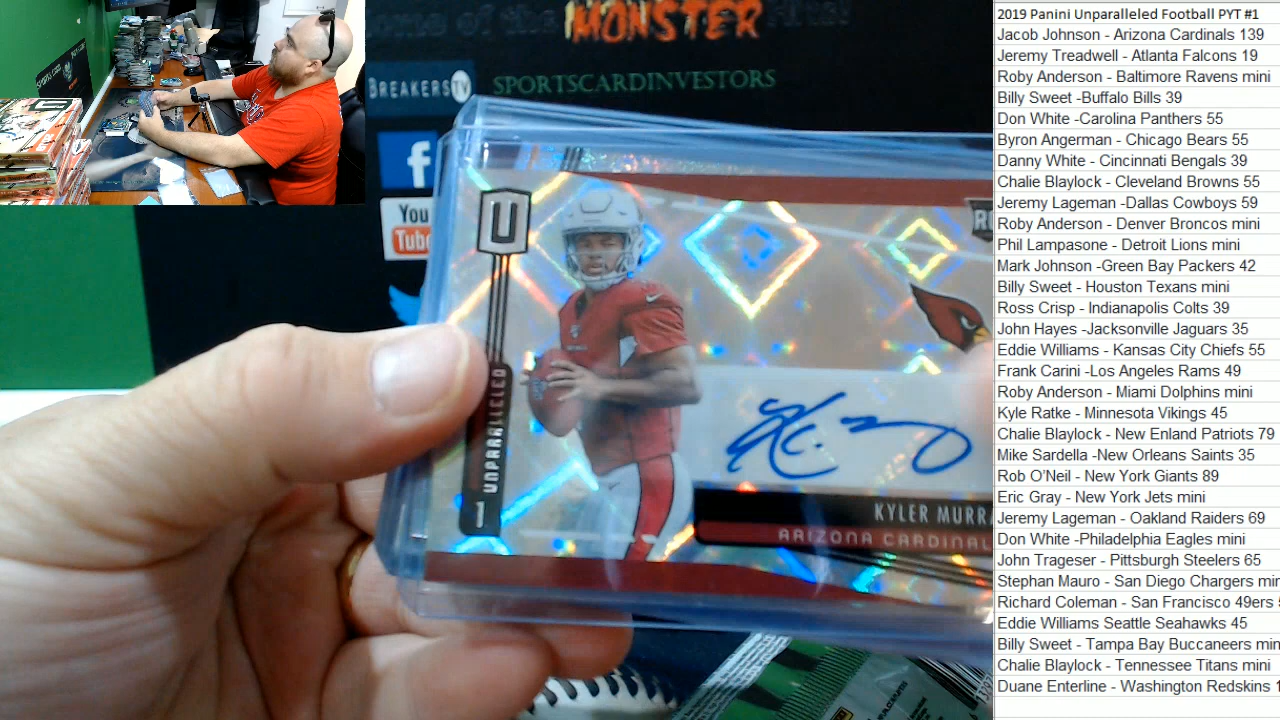 MONSTER
BREAKERS TV
SPORTSCARDINVESTORS
f
You
Tube
U
UNPARALLELED
1
KYLER MURRA
ARIZONA CARDINAL
2019 Panini Unparalleled Football PYT #1
Jacob Johnson - Arizona Cardinals 139
Jeremy Treadwell - Atlanta Falcons 19
Roby Anderson - Baltimore Ravens mini
Billy Sweet -Buffalo Bills 39
Don White -Carolina Panthers 55
Byron Angerman - Chicago Bears 55
Danny White - Cincinnati Bengals 39
Chalie Blaylock - Cleveland Browns 55
Jeremy Lageman -Dallas Cowboys 59
Roby Anderson - Denver Broncos mini
Phil Lampasone - Detroit Lions mini
Mark Johnson -Green Bay Packers 42
Billy Sweet - Houston Texans mini
Ross Crisp - Indianapolis Colts 39
John Hayes -Jacksonville Jaguars 35
Eddie Williams - Kansas City Chiefs 55
Frank Carini -Los Angeles Rams 49
Roby Anderson - Miami Dolphins mini
Kyle Ratke - Minnesota Vikings 45
Chalie Blaylock - New Enland Patriots 79
Mike Sardella -New Orleans Saints 35
Rob O'Neil - New York Giants 89
Eric Gray - New York Jets mini
Jeremy Lageman - Oakland Raiders 69
Don White -Philadelphia Eagles mini
John Trageser - Pittsburgh Steelers 65
Stephan Mauro - San Diego Chargers min
Richard Coleman - San Francisco 49ers
Eddie Williams Seattle Seahawks 45
Billy Sweet - Tampa Bay Buccaneers min
Chalie Blaylock - Tennessee Titans mini
Duane Enterline - Washington Redskins 1